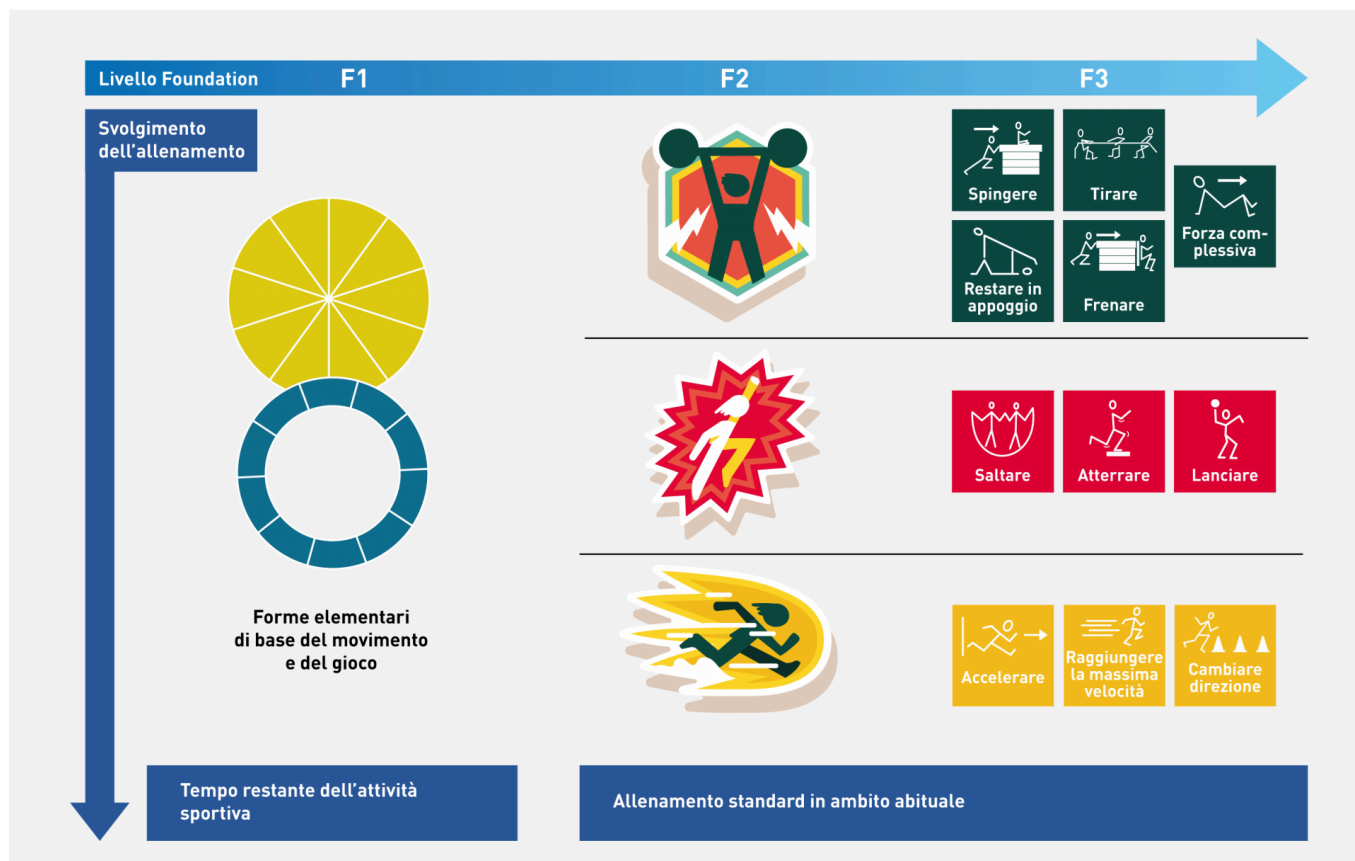 Livello Foundation
F1
F2
F3
Svolgimento
dell'allenamento
Spingere
Tirare
Forza com-
plessiva
Restare in
appoggio
Frenare
Saltare
Atterrare
Lanciare
Forme elementari
di base del movimento
e del gioco
Accelerare
Raggiungere
la massima
velocità
Cambiare
direzione
Tempo restante dell'attività
sportiva
Allenamento standard in ambito abituale